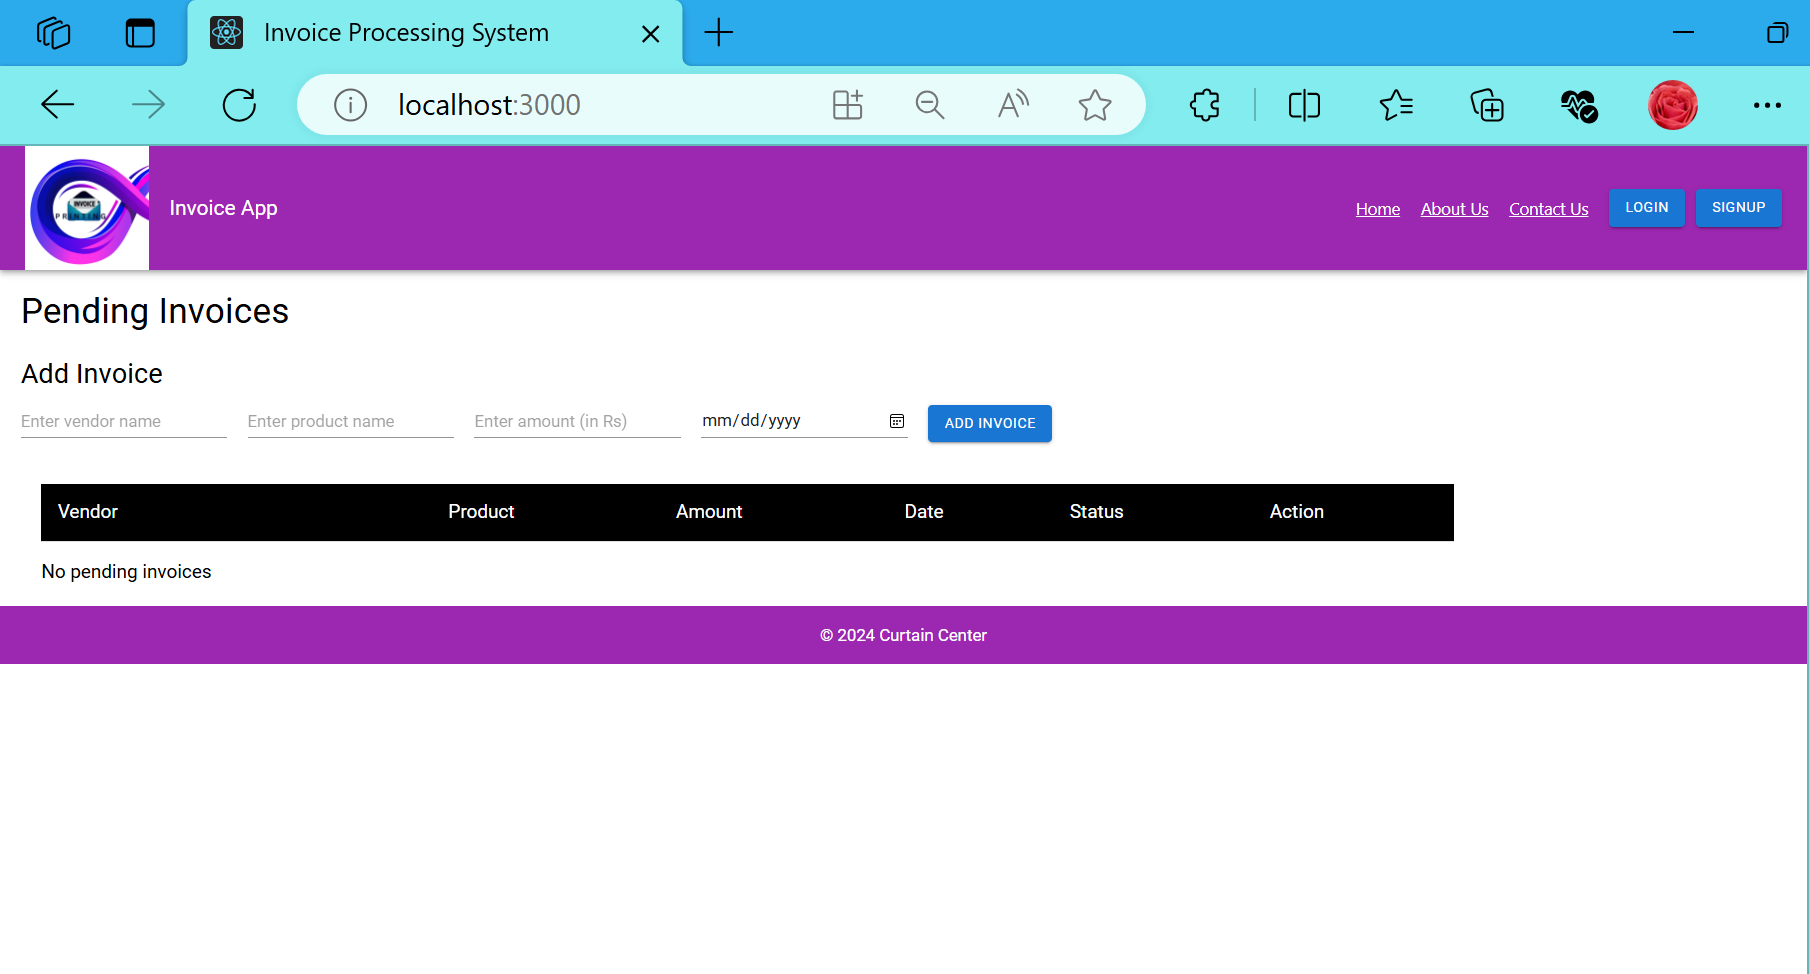 Invoice Processing System
localhost:3000
INVOICE
PRINTING
Invoice App
Home About Us Contact Us LOGIN SIGNUP
Pending Invoices
Add Invoice
Enter vendor name Enter product name Enter amount (in Rs) mm/dd/yyyy ADD INVOICE
Vendor Product Amount Date Status Action
No pending invoices
© 2024 Curtain Center